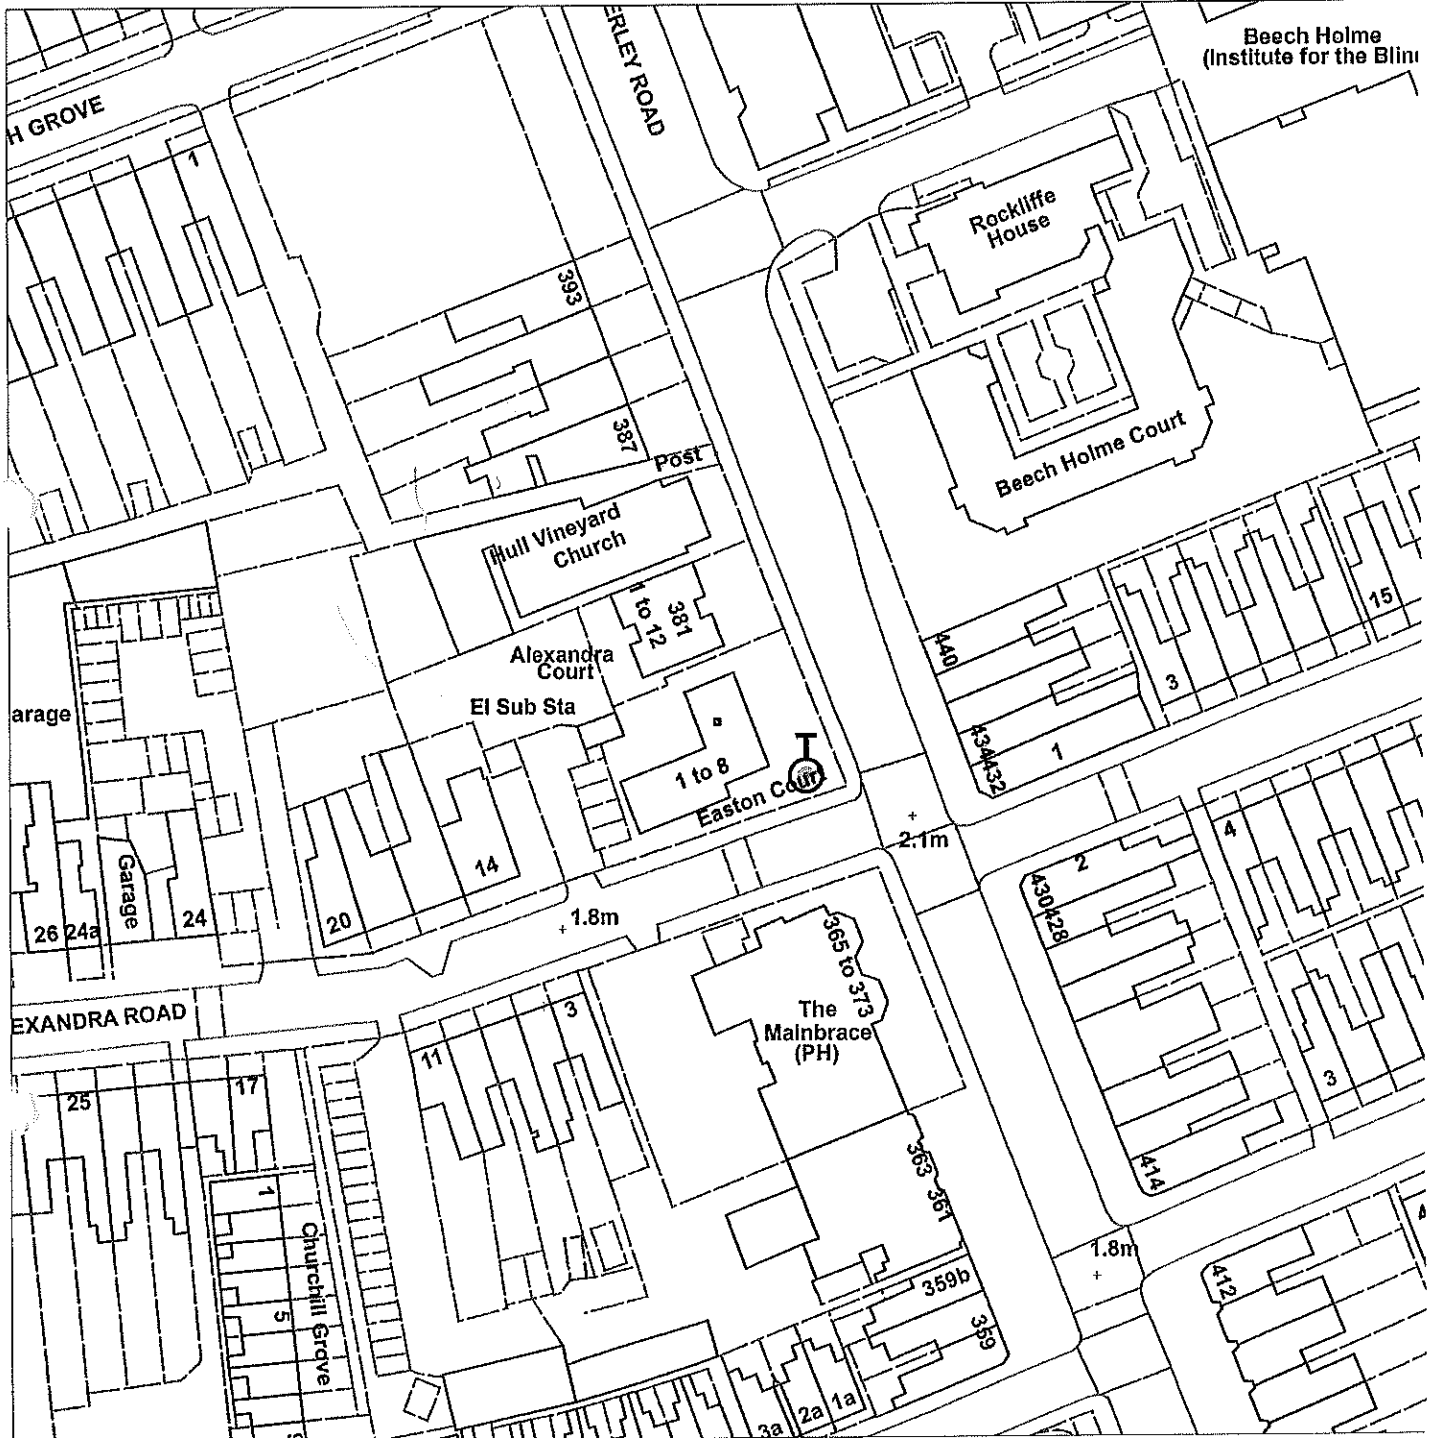 Beech Holme
(Institute for the Blin
ERLEY ROAD
H GROVE
1
Rockliffe
House
393
387
Post
Beech Holme Court
Hull Vineyard
Church
1 to 12
381
Alexandra
Court
El Sub Sta
440
15
3
arage
434
432
1
T
1 to 8
Easton Court
2.1m
4
2
14
430
428
Garage
26
24a
24
20
1.8m
365 to 373
EXANDRA ROAD
The
Mainbrace
(PH)
3
11
25
17
3
363
361
414
1
Churchill Grove
5
1.8m
412
359b
359
3a
2a
1a